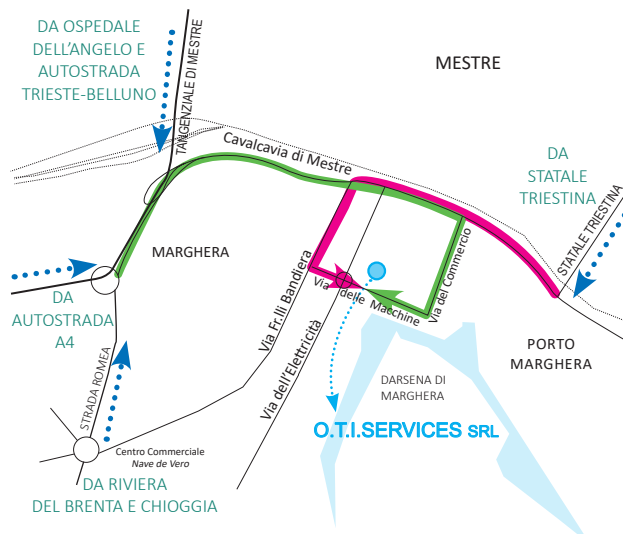 DA OSPEDALE
DELL'ANGELO E
AUTOSTRADA
TRIESTE-BELLUNO
TANGENZIALE DI MESTRE
MESTRE
Cavalcavia di Mestre
DA
STATALE
TRIESTINA
STATALE TRIESTINA
MARGHERA
DA
AUTOSTRADA
A4
Via Fr.lli Bandiera
Via delle Macchine
Via del Commercio
Via dell'Elettricità
PORTO
MARGHERA
DARSENA DI
MARGHERA
STRADA ROMEA
O.T.I.SERVICES SRL
Centro Commerciale
Nave de Vero
DA RIVIERA
DEL BRENTA E CHIOGGIA